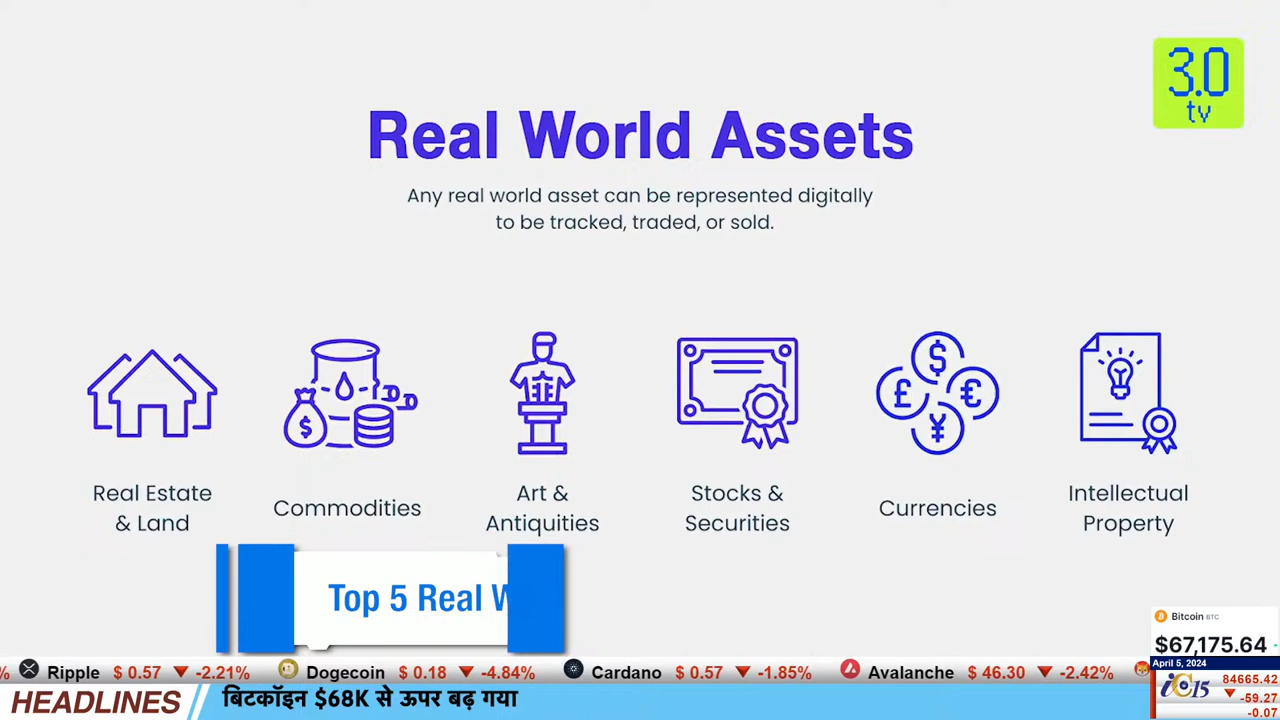 3.0
tv
Real World Assets
Any real world asset can be represented digitally
to be tracked, traded, or sold.
Real Estate
& Land
Commodities
Art &
Antiquities
Stocks &
Securities
Currencies
Intellectual
Property
Top 5 Real
Bitcoin BTC
$67,175.64
% Ripple $ 0.57 ▼ -2.21% Dogecoin $ 0.18 ▼ -4.84% Cardano $ 0.57 ▼ -1.85% Avalanche $ 46.30 ▼ -2.42%
April 5, 2024
iC15 84665.42
▼ -59.27
-0.07
HEADLINES बिटकॉइन $68K से ऊपर बढ़ गया